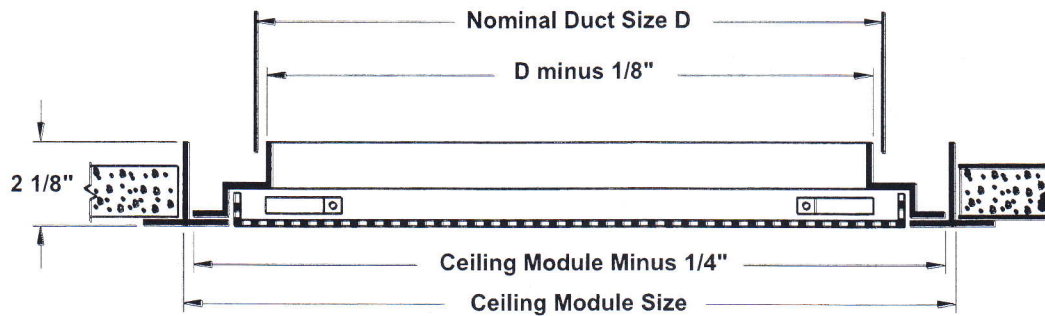 Nominal Duct Size D
D minus 1/8"
2 1/8"
Ceiling Module Minus 1/4"
Ceiling Module Size